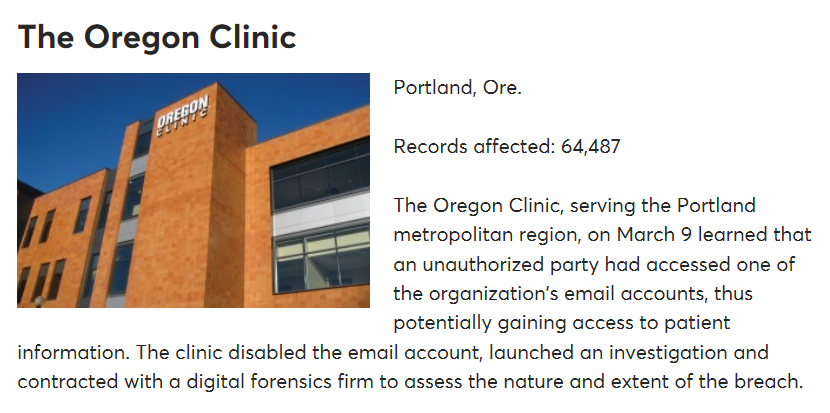 The Oregon Clinic
OREGON
CLINIC
Portland, Ore.
Records affected: 64,487
The Oregon Clinic, serving the Portland
metropolitan region, on March 9 learned that
an unauthorized party had accessed one of
the organization's email accounts, thus
potentially gaining access to patient
information. The clinic disabled the email account, launched an investigation and
contracted with a digital forensics firm to assess the nature and extent of the breach.